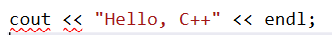 cout << "Hello, C++" << endl;